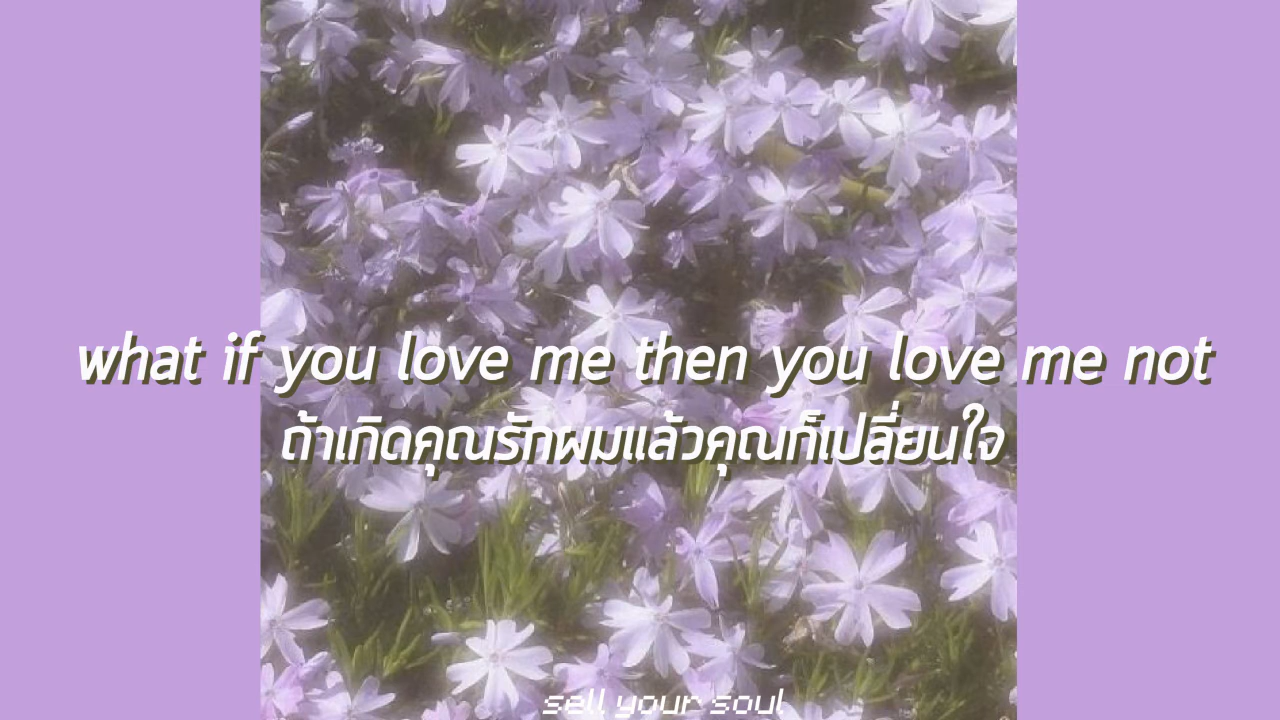 what if you love me then you love me not
ถ้าเกิดคุณรักผมแล้วคุณก็เปลี่ยนใจ
sell your soul